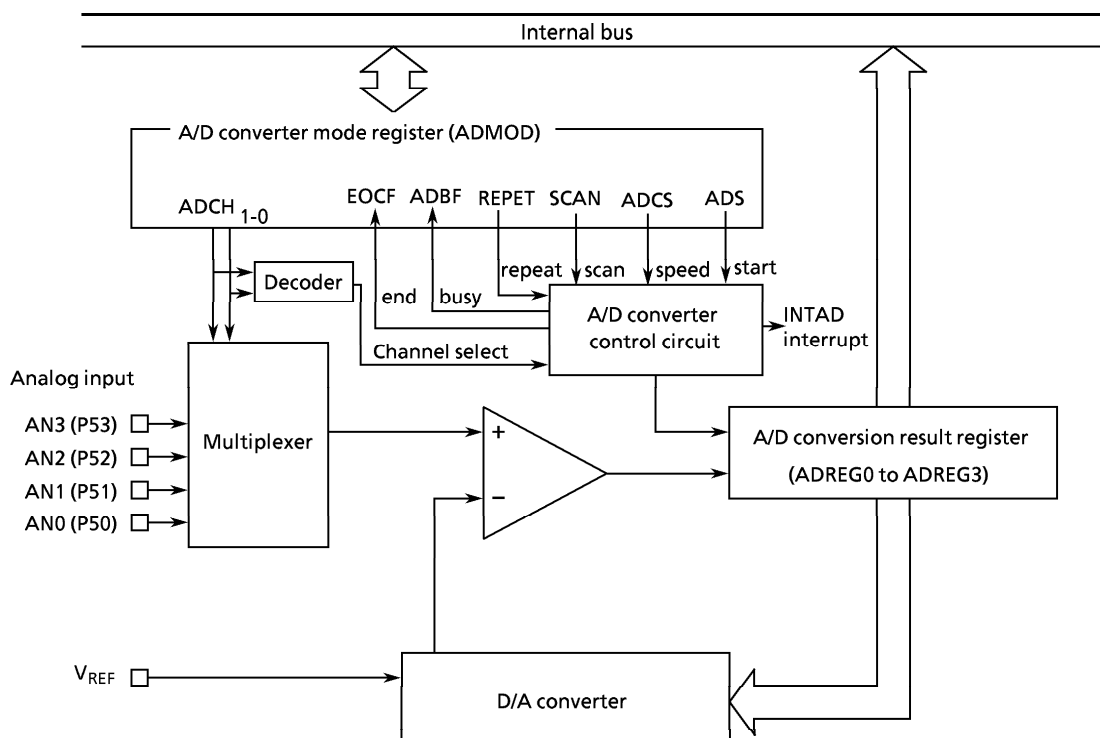 Internal bus
A/D converter mode register (ADMOD)
ADCH 1-0
EOCF ADBF REPET SCAN ADCS ADS
repeat scan speed start
Decoder
end busy
A/D converter
control circuit
INTAD
interrupt
Channel select
Analog input
AN3 (P53)
AN2 (P52)
AN1 (P51)
AN0 (P50)
Multiplexer
+
−
A/D conversion result register
(ADREG0 to ADREG3)
VREF
D/A converter